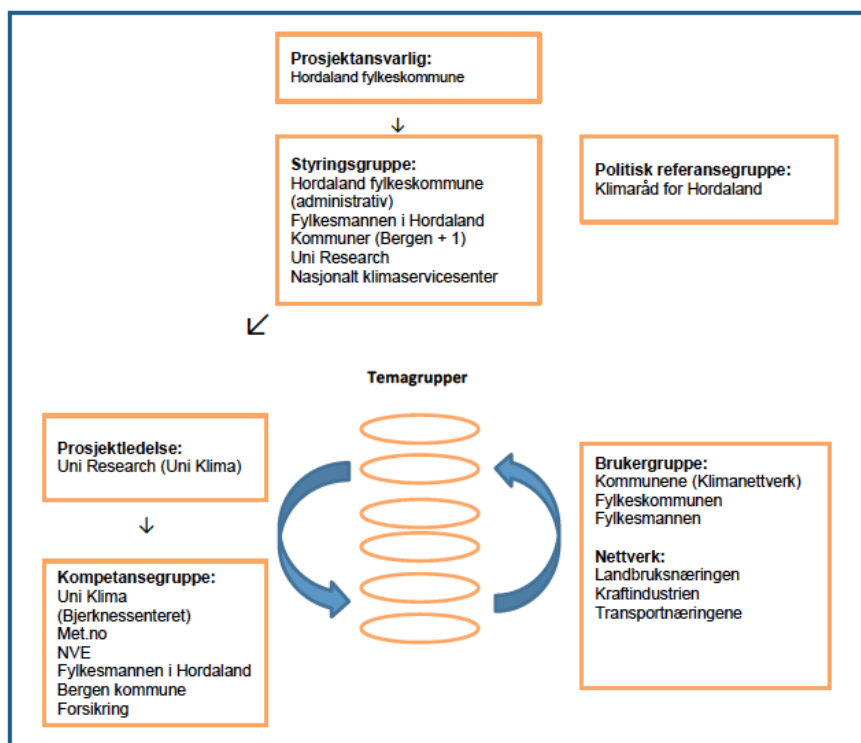 Prosjektansvarlig:
Hordaland fylkeskommune
Styringsgruppe:
Hordaland fylkeskommune
(administrativ)
Fylkesmannen i Hordaland
Kommuner (Bergen + 1)
Uni Research
Nasjonalt klimaservicesenter
Politisk referansegruppe:
Klimaråd for Hordaland
Temagrupper
Prosjektledelse:
Uni Research (Uni Klima)
Kompetansegruppe:
Uni Klima
(Bjerknessenteret)
Met.no
NVE
Fylkesmannen i Hordaland
Bergen kommune
Forsikring
Brukergruppe:
Kommunene (Klimanettverk)
Fylkeskommunen
Fylkesmannen
Nettverk:
Landbruksnæringen
Kraftindustrien
Transportnæringene